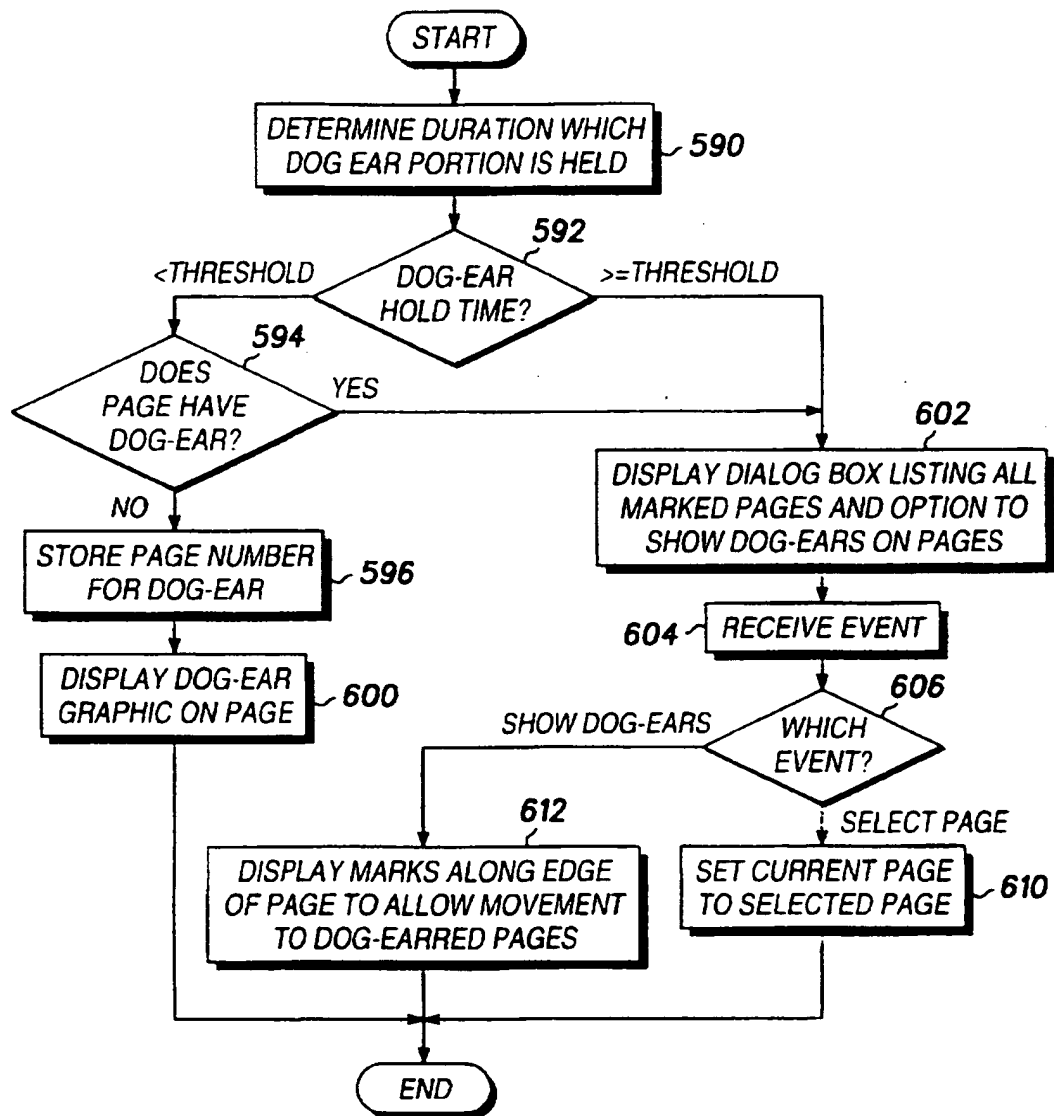 START
DETERMINE DURATION WHICH
DOG EAR PORTION IS HELD
590
592
<THRESHOLD
DOG-EAR
HOLD TIME?
>=THRESHOLD
594
DOES
PAGE HAVE
DOG-EAR?
YES
NO
602
DISPLAY DIALOG BOX LISTING ALL
MARKED PAGES AND OPTION TO
SHOW DOG-EARS ON PAGES
STORE PAGE NUMBER
FOR DOG-EAR
596
604
RECEIVE EVENT
DISPLAY DOG-EAR
GRAPHIC ON PAGE
600
606
SHOW DOG-EARS
WHICH
EVENT?
SELECT PAGE
612
DISPLAY MARKS ALONG EDGE
OF PAGE TO ALLOW MOVEMENT
TO DOG-EARRED PAGES
SET CURRENT PAGE
TO SELECTED PAGE
610
END